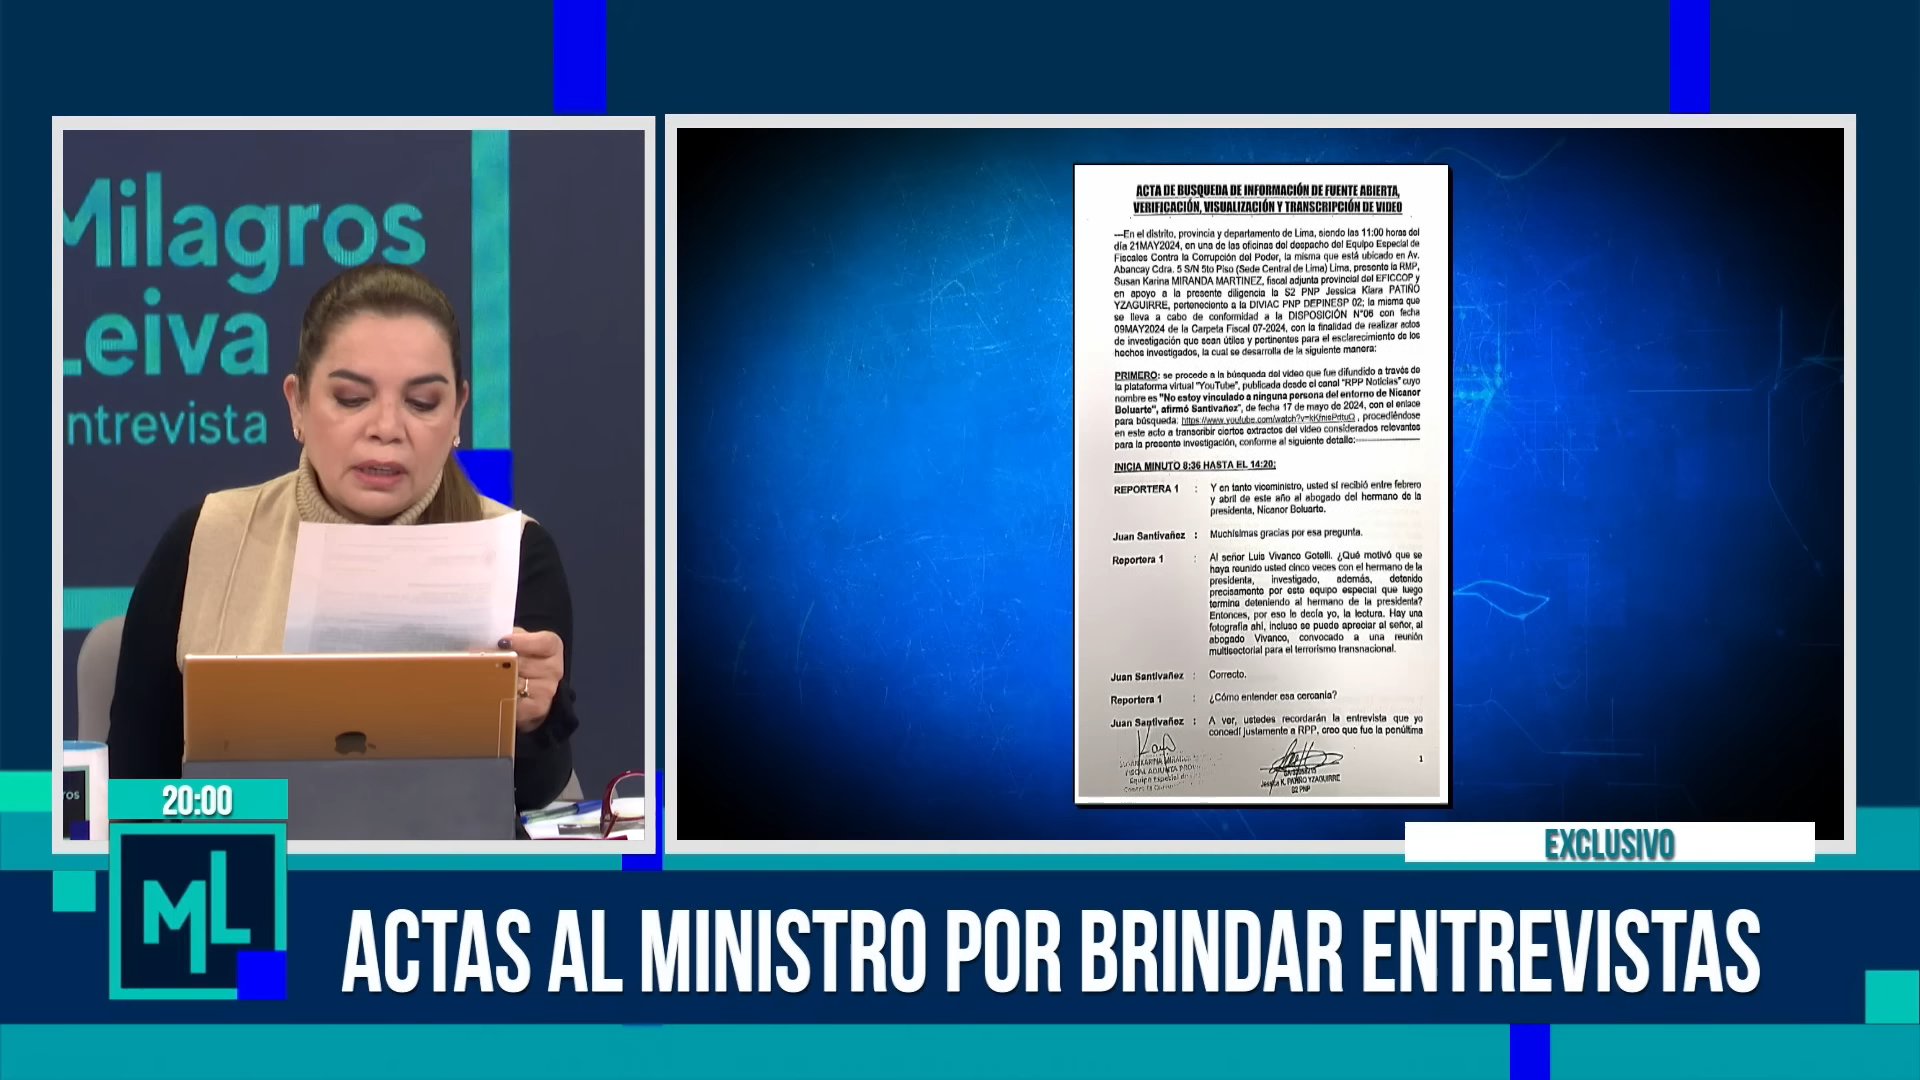 Milagros
Leiva
ntrevista
ACTA DE BUSQUEDA DE INFORMACIÓN DE FUENTE ABIERTA,
VERIFICACIÓN, VISUALIZACIÓN Y TRANSCRIPCIÓN DE VIDEO
---En el distrito, provincia y departamento de Lima, siendo las 11:00 horas del
día 21MAY2024, en una de las oficinas del despacho del Equipo Especial de
Fiscales Contra la Corrupción del Poder, la misma que está ubicado en Av.
Abancay Cdra. 5 S/N 5to Piso (Sede Central de Lima) Lima, presente la RMP,
Susan Karina MIRANDA MARTINEZ, fiscal adjunta provincial del EFICCOP y
en apoyo a la presente diligencia la S2 PNP Jessica Kiara PATIÑO
YZAGUIRRE, perteneciente a la DIVIAC PNP DEPINESP 02; la misma que
se lleva a cabo de conformidad a la DISPOSICIÓN N°06 con fecha
09MAY2024 de la Carpeta Fiscal 07-2024, con la finalidad de realizar actos
de investigación que sean útiles y pertinentes para el esclarecimiento de los
hechos investigados, la cual se desarrolla de la siguiente manera:
PRIMERO: se procede a la búsqueda del video que fue difundido a través de
la plataforma virtual "YouTube", publicada desde el canal "RPP Noticias" cuyo
nombre es "No estoy vinculado a ninguna persona del entorno de Nicanor
Boluarte", afirmó Santivañez", de fecha 17 de mayo de 2024, con el enlace
para búsqueda: , procediéndose
en este acto a transcribir ciertos extractos del video considerados relevantes
para la presente investigación, conforme al siguiente detalle:
INICIA MINUTO 8:36 HASTA EL 14:20:
REPORTERA 1 : Y en tanto viceministro, usted sí recibió entre febrero
y abril de este año al abogado del hermano de la
presidenta, Nicanor Boluarte.
Juan Santivañez : Muchísimas gracias por esa pregunta.
Reportera 1 : Al señor Luis Vivanco Gotelli. ¿Qué motivó que se
haya reunido usted cinco veces con el hermano de la
presidenta, investigado, además, detenido
precisamente por este equipo especial que luego
termina deteniendo al hermano de la presidenta?
Entonces, por eso le decía yo, la lectura. Hay una
fotografía ahí, incluso se puede apreciar al señor, al
abogado Vivanco, convocado a una reunión
multisectorial para el terrorismo transnacional.
Juan Santivañez : Correcto.
Reportera 1 : ¿Cómo entender esa cercanía?
Juan Santivañez : A ver, ustedes recordarán la entrevista que yo
concedí justamente a RPP, creo que fue la penúltima
1
Jessica K. PATIÑO YZAGUIRRE
S2 PNP
EXCLUSIVO
20:00
ML
ACTAS AL MINISTRO POR BRINDAR ENTREVISTAS